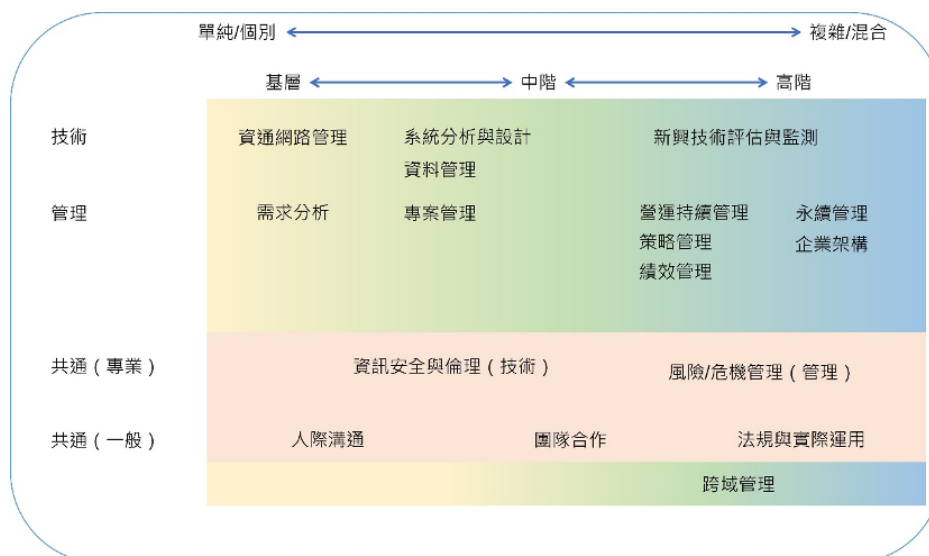 單純/個別 複雜/混合
基層 中階 高階
技術 資通網路管理 系統分析與設計 新興技術評估與監測
資料管理
管理 需求分析 專案管理 營運持續管理 永續管理
策略管理 企業架構
績效管理
共通(專業) 資訊安全與倫理(技術) 風險/危機管理(管理)
共通(一般) 人際溝通 團隊合作 法規與實際運用
跨域管理